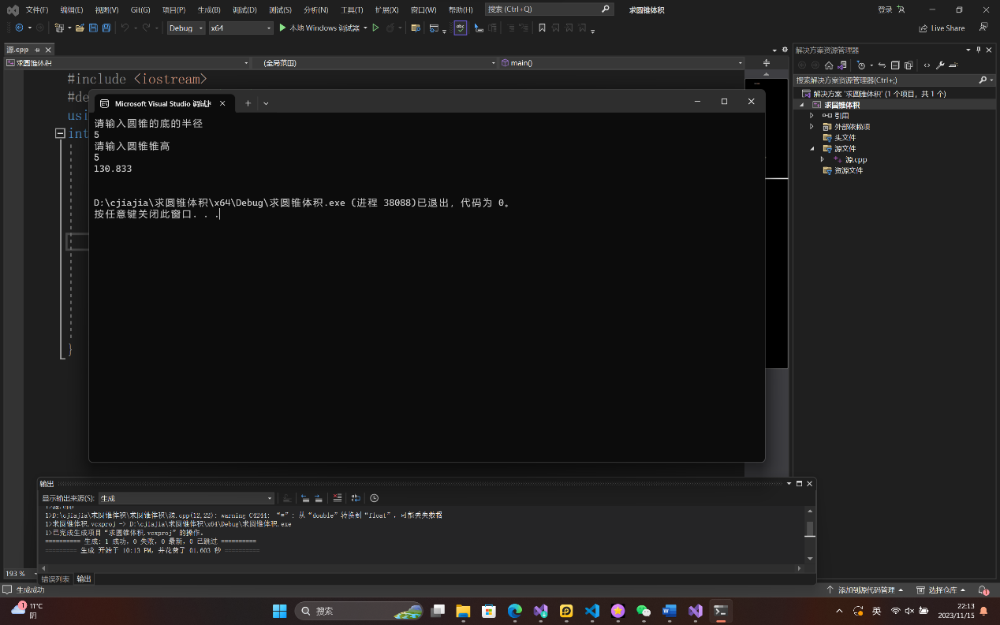 文件(F) 编辑(E) 视图(V) Git(G) 项目(P) 生成(B) 调试(D) 测试(S) 分析(N) 工具(T) 扩展(X) 窗口(W) 帮助(H) 搜索 (Ctrl+Q) 求圆锥体积 登录
Debug x64 本地 Windows 调试器 Live Share
源.cpp
求圆锥体积 (全局范围) main()
#include <iostream>
#de
usi
int
}
Microsoft Visual Studio 调试
请输入圆锥的底的半径
5
请输入圆锥锥高
5
130.833
D:\cjiajia\求圆锥体积\x64\Debug\求圆锥体积.exe (进程 38088)已退出，代码为 0。
按任意键关闭此窗口. . .
解决方案资源管理器
搜索解决方案资源管理器(Ctrl+;)
解决方案 '求圆锥体积' (1 个项目，共 1 个)
求圆锥体积
引用
外部依赖项
头文件
源文件
源.cpp
资源文件
输出
显示输出来源(S): 生成
1>源.cpp
1>D:\cjiajia\求圆锥体积\求圆锥体积\源.cpp(12,22): warning C4244: “=”: 从“double”转换到“float”，可能丢失数据
1>求圆锥体积.vcxproj -> D:\cjiajia\求圆锥体积\x64\Debug\求圆锥体积.exe
1>已完成生成项目“求圆锥体积.vcxproj”的操作。
========== 生成: 1 成功，0 失败，0 最新，0 已跳过 ==========
========= 生成 开始于 10:13 PM，并花费了 01.603 秒 ==========
193 %
错误列表 输出
生成成功 添加到源代码管理 选择仓库 1
1 11°C
阴
搜索
英
22:13
2023/11/15